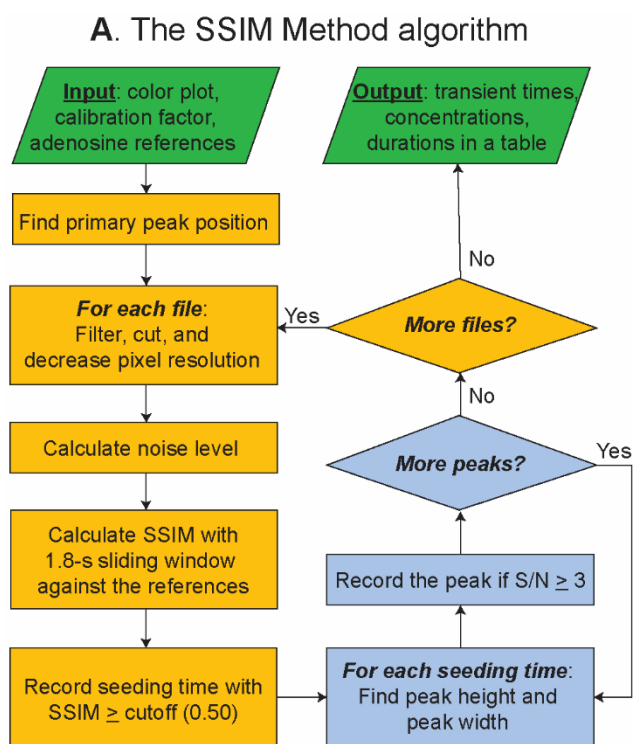 A. The SSIM Method algorithm
Input: color plot,
calibration factor,
adenosine references
Output: transient times,
concentrations,
durations in a table
Find primary peak position
No
For each file:
Filter, cut, and
decrease pixel resolution
Yes
More files?
No
Calculate noise level
More peaks?
Yes
Calculate SSIM with
1.8-s sliding window
against the references
Record the peak if S/N ≥ 3
Record seeding time with
SSIM ≥ cutoff (0.50)
For each seeding time:
Find peak height and
peak width